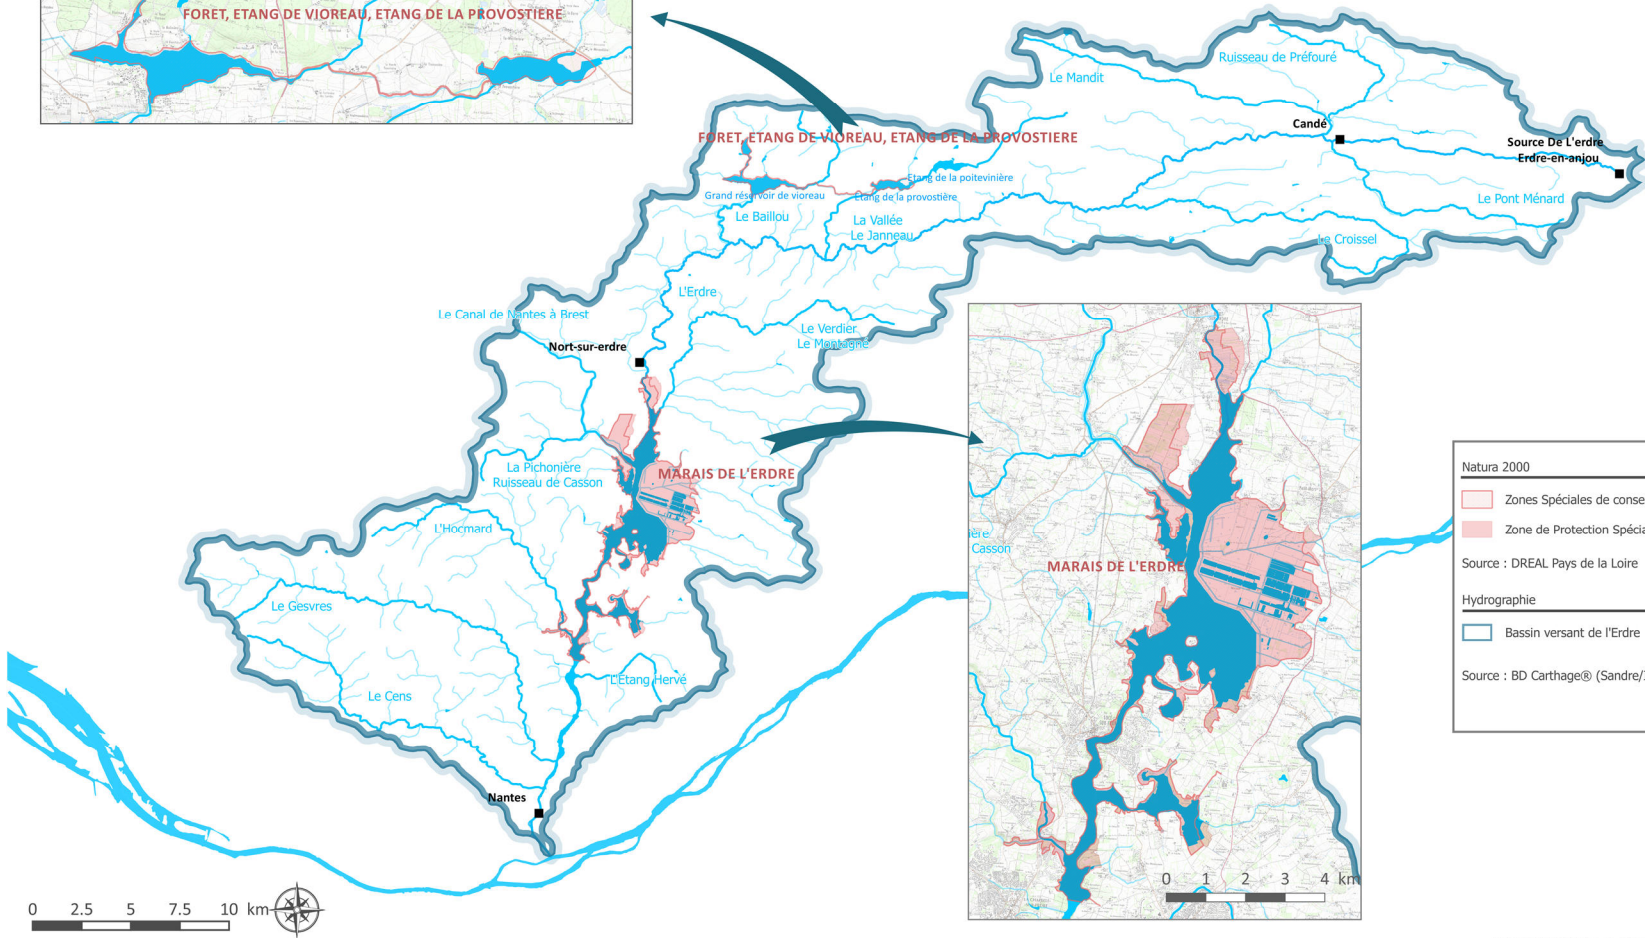 FORET, ETANG DE VIOREAU, ETANG DE LA PROVOSTIERE
Ruisseau de Préfouré
Le Mandit
Candé
FORET, ETANG DE VIOREAU, ETANG DE LA PROVOSTIERE
Source De L'erdre
Erdre-en-anjou
Etang de la poitevinière
Grand réservoir de vioreau
Etang de la provostière
Le Pont Ménard
Le Baillou
La Vallée
Le Janneau
Le Croissel
L'Erdre
Le Canal de Nantes à Brest
Le Verdier
Le Montagné
Nort-sur-erdre
La Pichonière
Ruisseau de Casson
MARAIS DE L'ERDRE
L'Hocmard
Le Gesvres
L'Etang Hervé
Le Cens
Nantes
0 2.5 5 7.5 10 km
ière
Casson
MARAIS DE L'ERDRE
0 1 2 3 4 km
Natura 2000
Zones Spéciales de conse
Zone de Protection Spécia
Source : DREAL Pays de la Loire
Hydrographie
Bassin versant de l'Erdre
Source : BD Carthage® (Sandre/